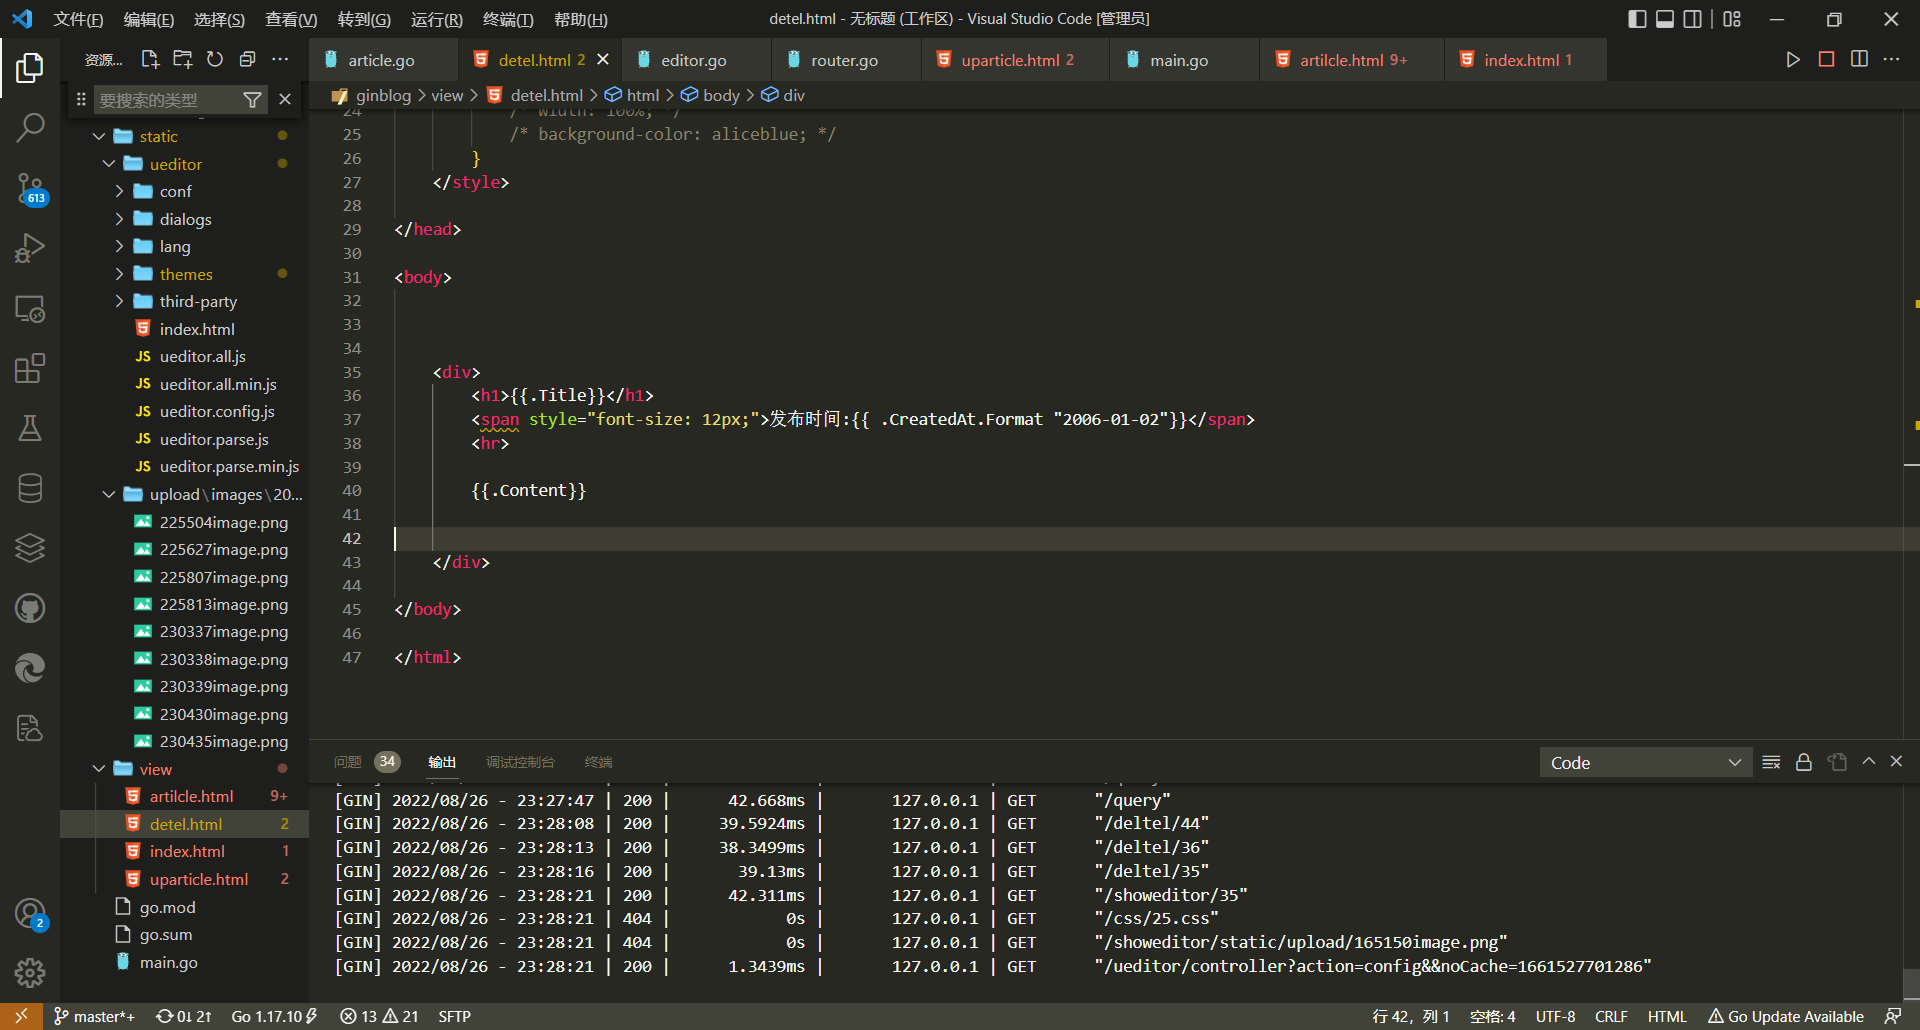 文件(F) 编辑(E) 选择(S) 查看(V) 转到(G) 运行(R) 终端(T) 帮助(H) detel.html - 无标题 (工作区) - Visual Studio Code [管理员]
资源... article.go detel.html 2 editor.go router.go uparticle.html 2 main.go artilcle.html 9+ index.html 1
要搜索的类型
ginblog > view > detel.html > html > body > div
static
ueditor
conf
dialogs
lang
themes
third-party
index.html
JS ueditor.all.js
JS ueditor.all.min.js
JS ueditor.config.js
JS ueditor.parse.js
JS ueditor.parse.min.js
upload\images\20...
225504image.png
225627image.png
225807image.png
225813image.png
230337image.png
230338image.png
230339image.png
230430image.png
230435image.png
view
artilcle.html 9+
detel.html 2
index.html 1
uparticle.html 2
go.mod
go.sum
main.go
613
2
24 /* width: 100%; */
25 /* background-color: aliceblue; */
26 }
27 </style>
28
29 </head>
30
31 <body>
32
33
34
35 <div>
36 <h1>{{.Title}}</h1>
37 <span style="font-size: 12px;">发布时间:{{ .CreatedAt.Format "2006-01-02"}}</span>
38 <hr>
39
40 {{.Content}}
41
42
43 </div>
44
45 </body>
46
47 </html>
问题 34 输出 调试控制台 终端 Code
[GIN] 2022/08/26 - 23:27:47 | 200 | 42.668ms | 127.0.0.1 | GET "/query"
[GIN] 2022/08/26 - 23:28:08 | 200 | 39.5924ms | 127.0.0.1 | GET "/deltel/44"
[GIN] 2022/08/26 - 23:28:13 | 200 | 38.3499ms | 127.0.0.1 | GET "/deltel/36"
[GIN] 2022/08/26 - 23:28:16 | 200 | 39.13ms | 127.0.0.1 | GET "/deltel/35"
[GIN] 2022/08/26 - 23:28:21 | 200 | 42.311ms | 127.0.0.1 | GET "/showeditor/35"
[GIN] 2022/08/26 - 23:28:21 | 404 | 0s | 127.0.0.1 | GET "/css/25.css"
[GIN] 2022/08/26 - 23:28:21 | 404 | 0s | 127.0.0.1 | GET "/showeditor/static/upload/165150image.png"
[GIN] 2022/08/26 - 23:28:21 | 200 | 1.3439ms | 127.0.0.1 | GET "/ueditor/controller?action=config&&noCache=1661527701286"
master*+ 0↓ 2↑ Go 1.17.10 13 21 SFTP 行 42，列 1 空格: 4 UTF-8 CRLF HTML Go Update Available